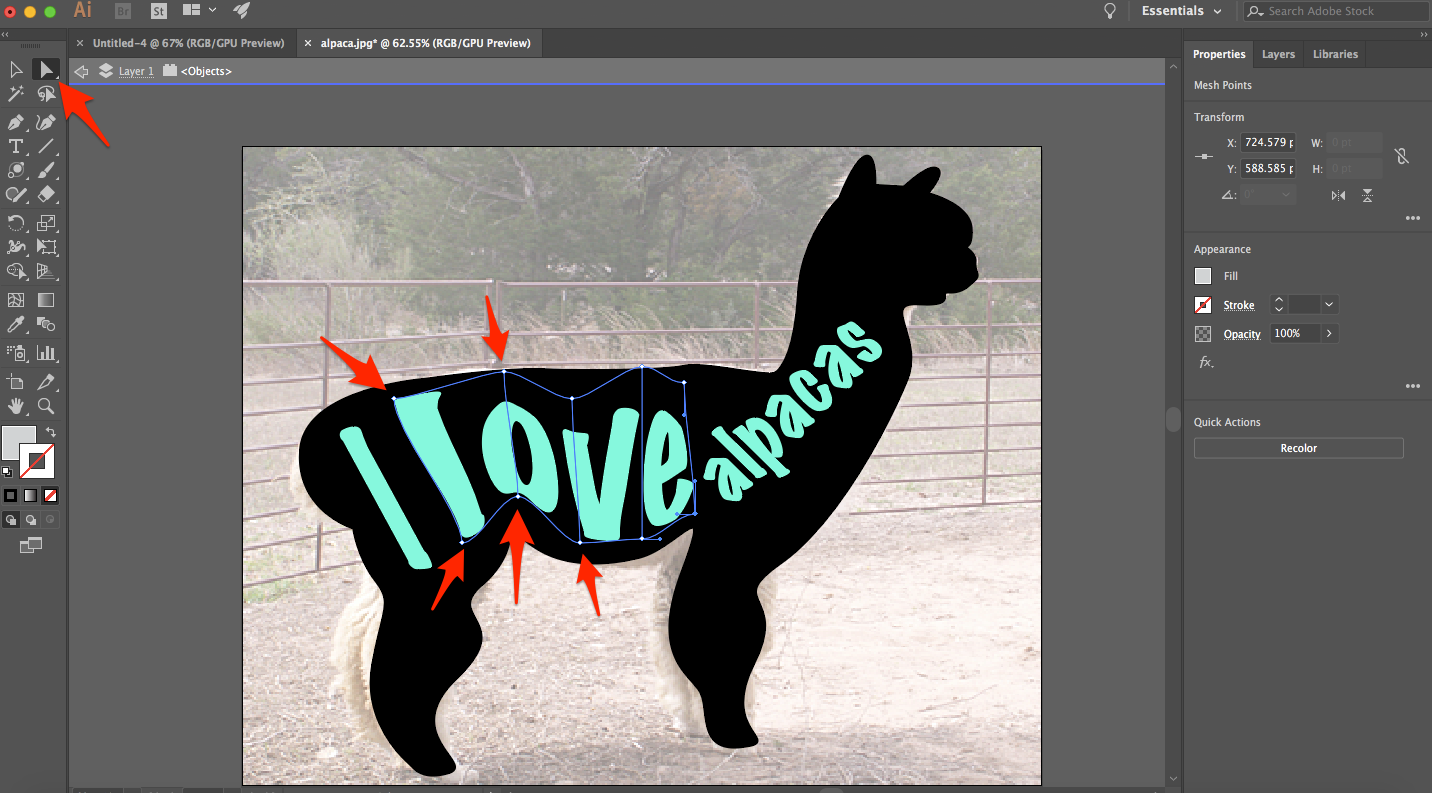 Ai Br St Essentials Search Adobe Stock
× Untitled-4 @ 67% (RGB/GPU Preview) × alpaca.jpg* @ 62.55% (RGB/GPU Preview)
Layer 1 <Objects>
Properties Layers Libraries
Mesh Points
Transform
X: 724.579 p W: 0 pt
Y: 588.585 p H: 0 pt
0°
Appearance
Fill
Stroke
Opacity 100%
fx.
Quick Actions
Recolor
T
I love
alpacas